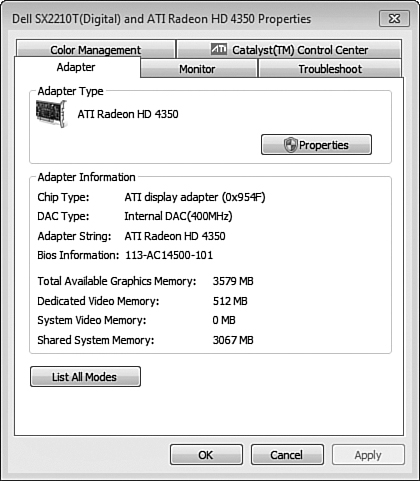 Dell SX2210T(Digital) and ATI Radeon HD 4350 Properties
Color Management ATI Catalyst(TM) Control Center
Adapter Monitor Troubleshoot
Adapter Type
ATI Radeon HD 4350
Properties
Adapter Information
Chip Type: ATI display adapter (0x954F)
DAC Type: Internal DAC(400MHz)
Adapter String: ATI Radeon HD 4350
Bios Information: 113-AC14500-101
Total Available Graphics Memory: 3579 MB
Dedicated Video Memory: 512 MB
System Video Memory: 0 MB
Shared System Memory: 3067 MB
List All Modes
OK Cancel Apply